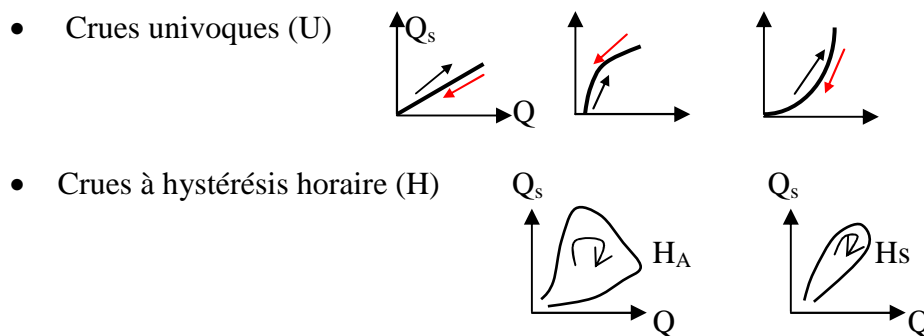 • Crues univoques (U)
Qs
Q
• Crues à hystérésis horaire (H)
Qs
HA
Q
Qs
Hs
Q